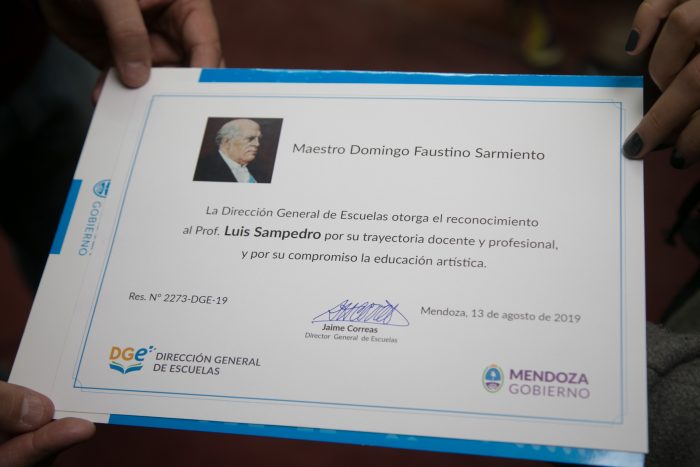 Maestro Domingo Faustino Sarmiento
La Dirección General de Escuelas otorga el reconocimiento
al Prof. Luis Sampedro por su trayectoria docente y profesional,
y por su compromiso la educación artística.
Res. N° 2273-DGE-19
Mendoza, 13 de agosto de 2019
Jaime Correas
Director General de Escuelas
DGe DIRECCIÓN GENERAL
DE ESCUELAS
MENDOZA
GOBIERNO
GOBIERNO